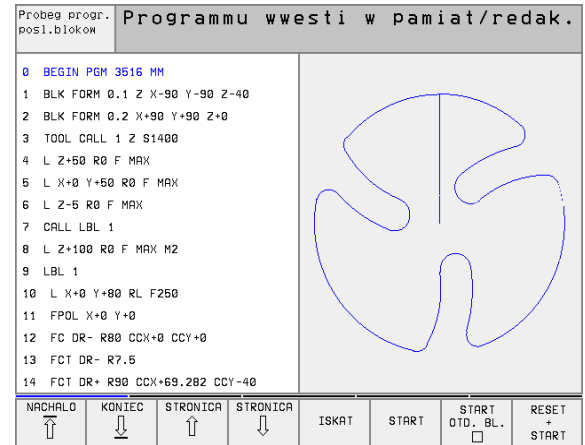 Probeg progr.
posl.blokow
Programmu wwesti w pamiat/redak.
0 BEGIN PGM 3516 MM
1 BLK FORM 0.1 Z X-90 Y-90 Z-40
2 BLK FORM 0.2 X+90 Y+90 Z+0
3 TOOL CALL 1 Z S1400
4 L Z+50 R0 F MAX
5 L X+0 Y+50 R0 F MAX
6 L Z-5 R0 F MAX
7 CALL LBL 1
8 L Z+100 R0 F MAX M2
9 LBL 1
10 L X+0 Y+80 RL F250
11 FPOL X+0 Y+0
12 FC DR- R80 CCX+0 CCY+0
13 FCT DR- R7.5
14 FCT DR+ R90 CCX+69.282 CCY-40
NACHALO
KONIEC
STRONICA
STRONICA
ISKAT
START
START
OTD. BL.
RESET
+
START